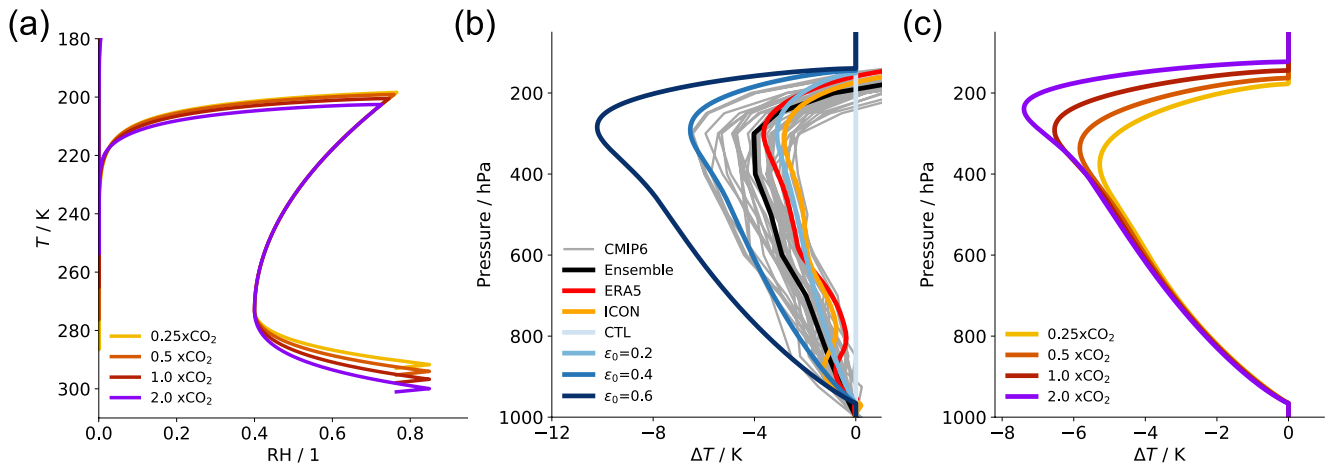 (a)
180
200
220
240
260
280
300
T / K
0.25xCO₂
0.5 xCO₂
1.0 xCO₂
2.0 xCO₂
0.0 0.2 0.4 0.6 0.8
RH / 1
(b)
200
400
600
800
1000
Pressure / hPa
CMIP6
Ensemble
ERA5
ICON
CTL
ε₀=0.2
ε₀=0.4
ε₀=0.6
−12 −8 −4 0
ΔT / K
(c)
200
400
600
800
1000
Pressure / hPa
0.25xCO₂
0.5 xCO₂
1.0 xCO₂
2.0 xCO₂
−8 −6 −4 −2 0
ΔT / K